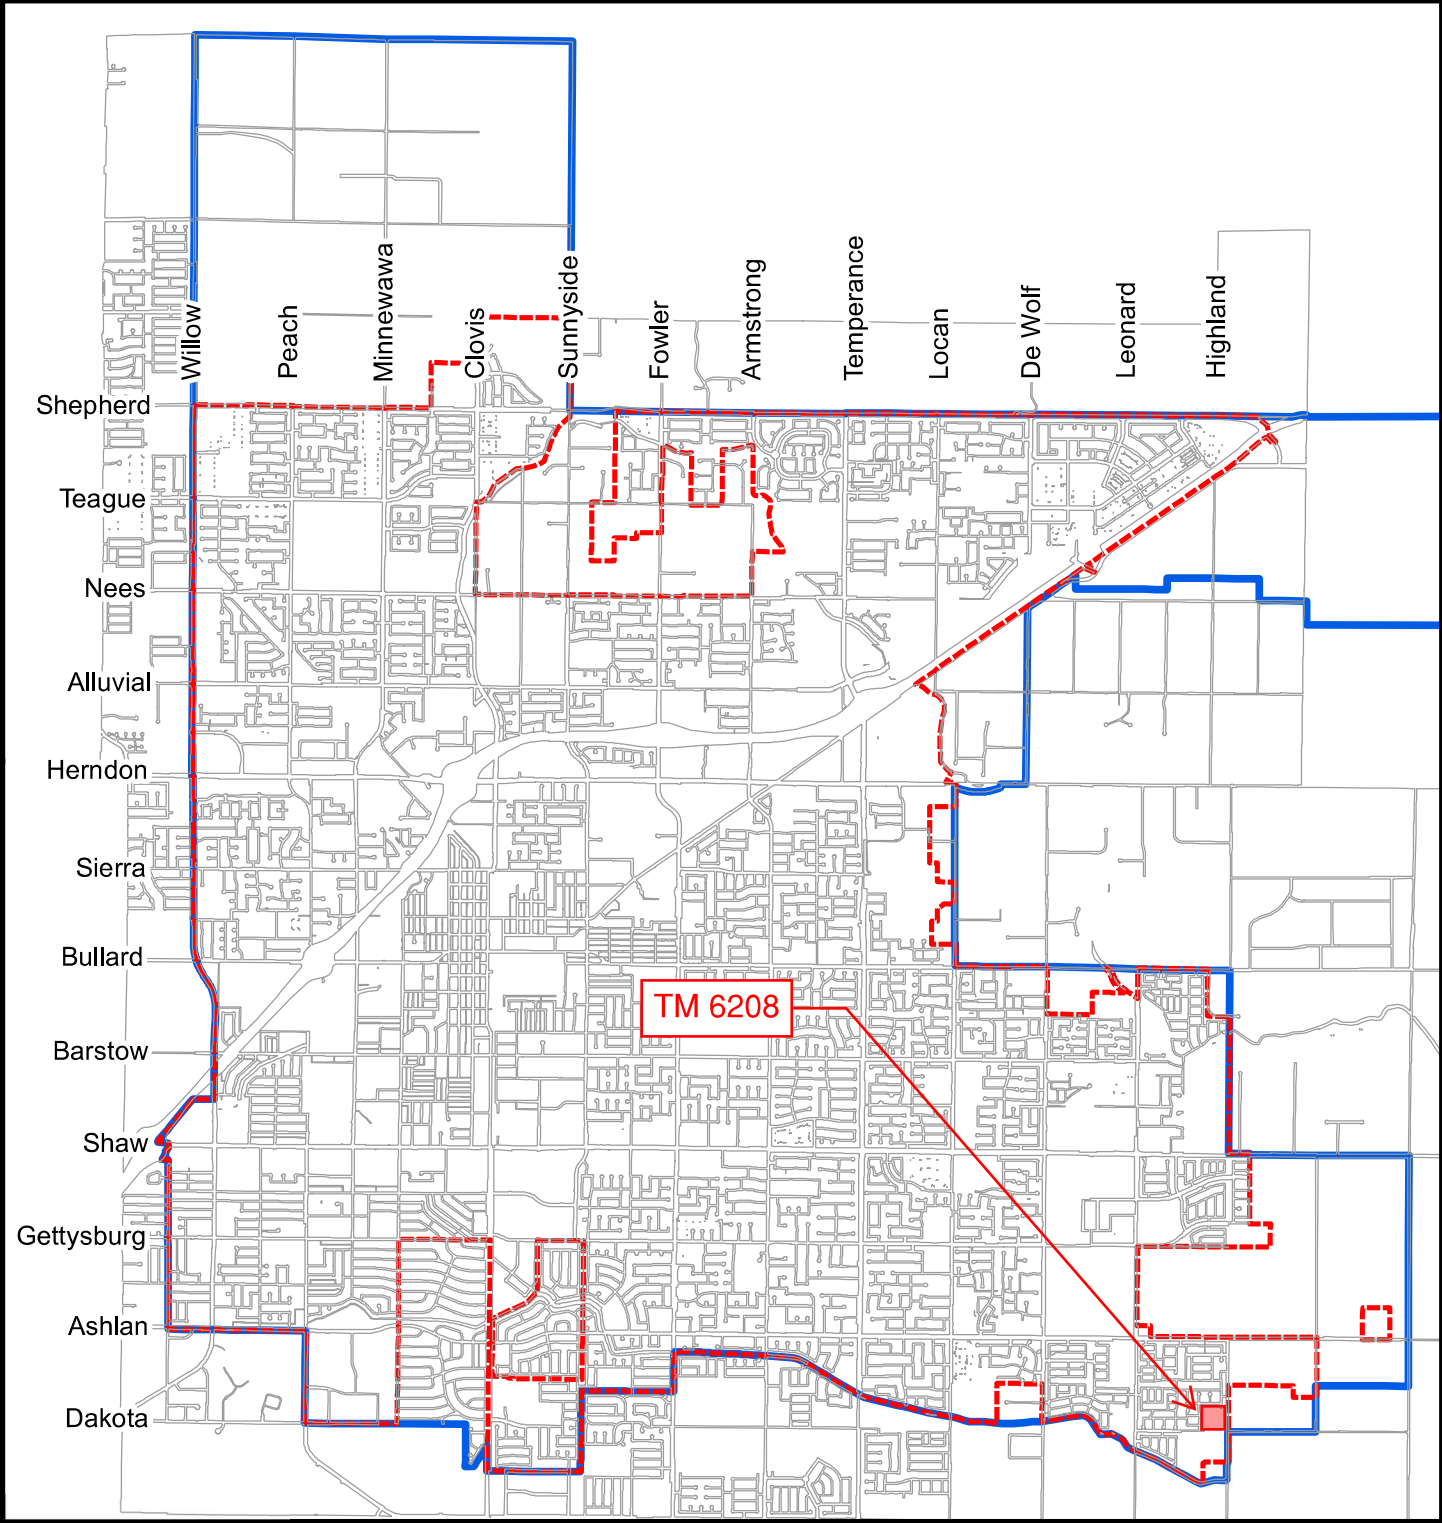 Willow
Peach
Minnewawa
Clovis
Sunnyside
Fowler
Armstrong
Temperance
Locan
De Wolf
Leonard
Highland
Shepherd
Teague
Nees
Alluvial
Herndon
Sierra
Bullard
TM 6208
Barstow
Shaw
Gettysburg
Ashlan
Dakota